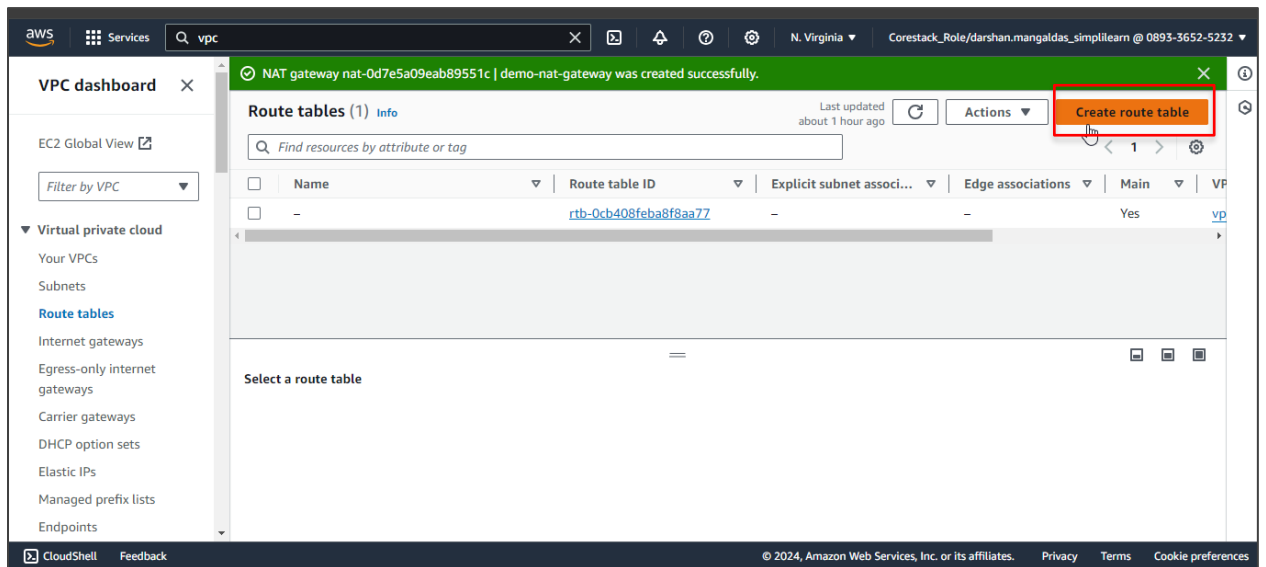 aws
Services
vpc
N. Virginia
Corestack_Role/darshan.mangaldas_simplilearn @ 0893-3652-5232
VPC dashboard
EC2 Global View
Filter by VPC
Virtual private cloud
Your VPCs
Subnets
Route tables
Internet gateways
Egress-only internet
gateways
Carrier gateways
DHCP option sets
Elastic IPs
Managed prefix lists
Endpoints
NAT gateway nat-0d7e5a09eab89551c | demo-nat-gateway was created successfully.
Route tables (1) Info
Last updated
about 1 hour ago
Actions
Create route table
Find resources by attribute or tag
1
Name Route table ID Explicit subnet associ... Edge associations Main VP
– rtb-0cb408feba8f8aa77 – – Yes vp
Select a route table
CloudShell Feedback
© 2024, Amazon Web Services, Inc. or its affiliates. Privacy Terms Cookie preferences